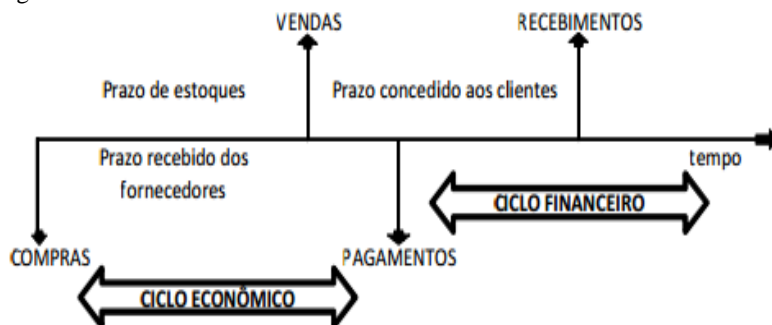 VENDAS
RECEBIMENTOS
Prazo de estoques
Prazo concedido aos clientes
Prazo recebido dos
fornecedores
tempo
CICLO FINANCEIRO
COMPRAS
PAGAMENTOS
CICLO ECONÔMICO